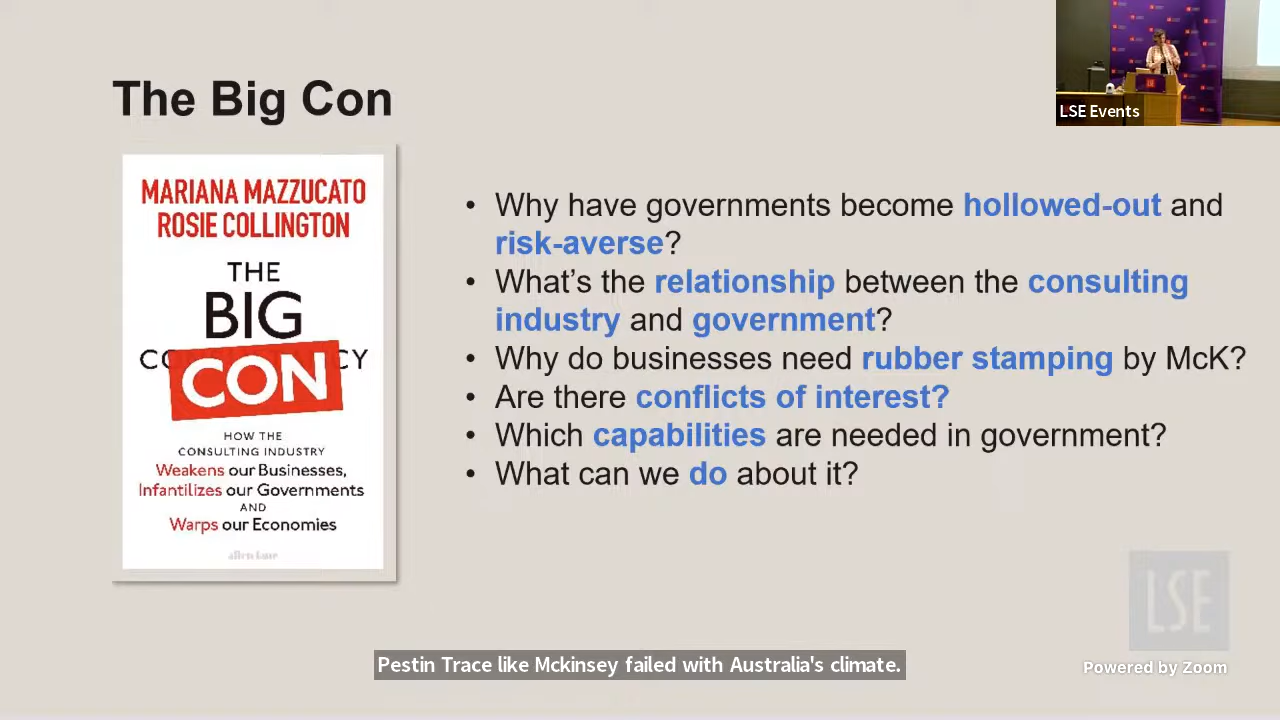 The Big Con
LSE Events
MARIANA MAZZUCATO
ROSIE COLLINGTON
THE
BIG
CON
CY
HOW THE
CONSULTING INDUSTRY
Weakens our Businesses,
Infantilizes our Governments
AND
Warps our Economies
allen lane
• Why have governments become hollowed-out and
risk-averse?
• What’s the relationship between the consulting
industry and government?
• Why do businesses need rubber stamping by McK?
• Are there conflicts of interest?
• Which capabilities are needed in government?
• What can we do about it?
LSE
Powered by Zoom
Pestin Trace like Mckinsey failed with Australia's climate.